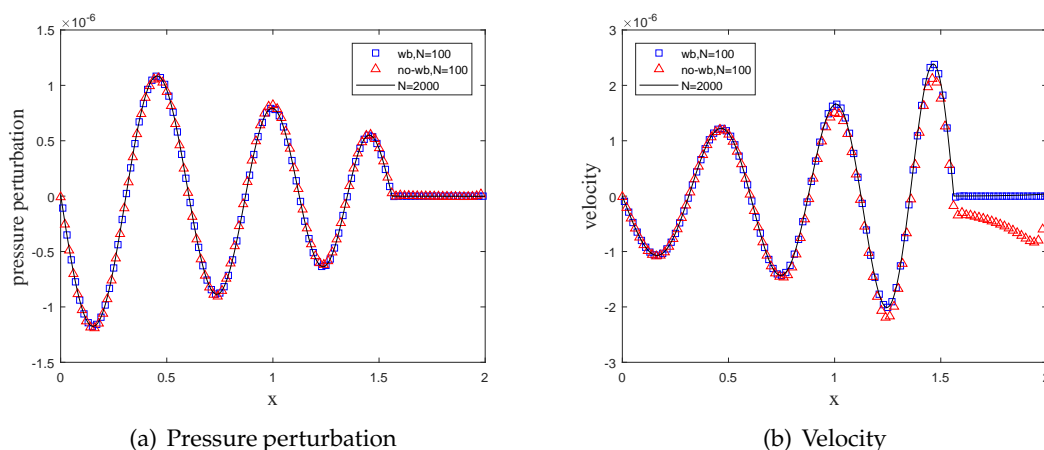 ×10-6
1.5
1
0.5
0
-0.5
-1
-1.5
pressure perturbation
wb,N=100
no-wb,N=100
N=2000
0 0.5 1 1.5 2
x
(a) Pressure perturbation
×10-6
3
2
1
0
-1
-2
-3
velocity
wb,N=100
no-wb,N=100
N=2000
0 0.5 1 1.5 2
x
(b) Velocity